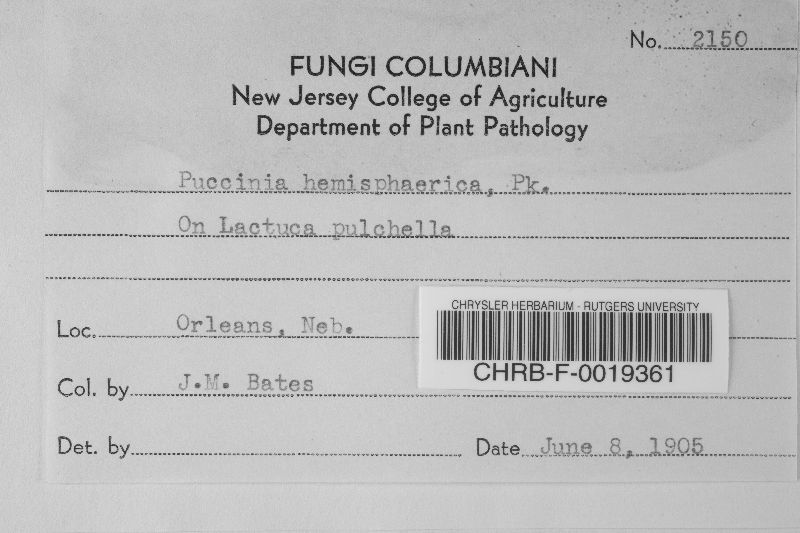 No. 2150
FUNGI COLUMBIANI
New Jersey College of Agriculture
Department of Plant Pathology
Puccinia hemisphaerica, Pk.
On Lactuca pulchella
Loc. Orleans, Neb.
CHRYSLER HERBARIUM - RUTGERS UNIVERSITY
CHRB-F-0019361
Col. by J.M. Bates
Det. by
Date June 8, 1905